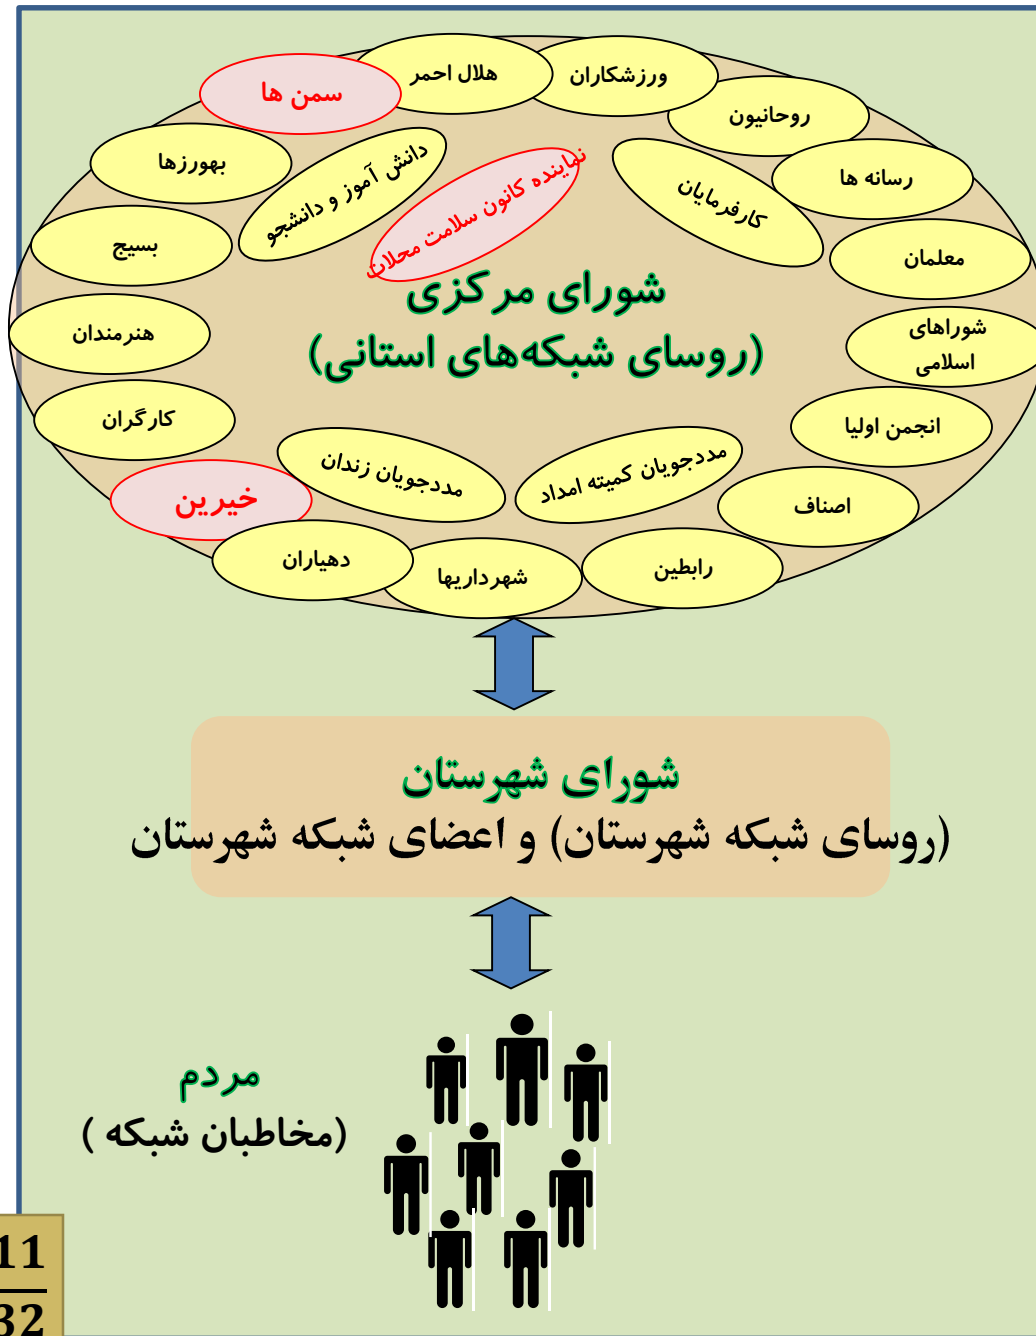 ورزشکاران
هلال احمر
سمن ها
روحانیون
رسانه ها
بهورزها
دانش آموز و دانشجو
نماینده کانون سلامت محلات
کارفرمایان
معلمان
بسیج
شورای مرکزی
هنرمندان
شوراهای
اسلامی
(روسای شبکه‌های استانی)
کارگران
انجمن اولیا
مددجویان زندان
مددجویان کمیته امداد
خیرین
اصناف
دهیاران
شهرداریها
رابطین
شورای شهرستان
(روسای شبکه شهرستان) و اعضای شبکه شهرستان
مردم
(مخاطبان شبکه )
11
32